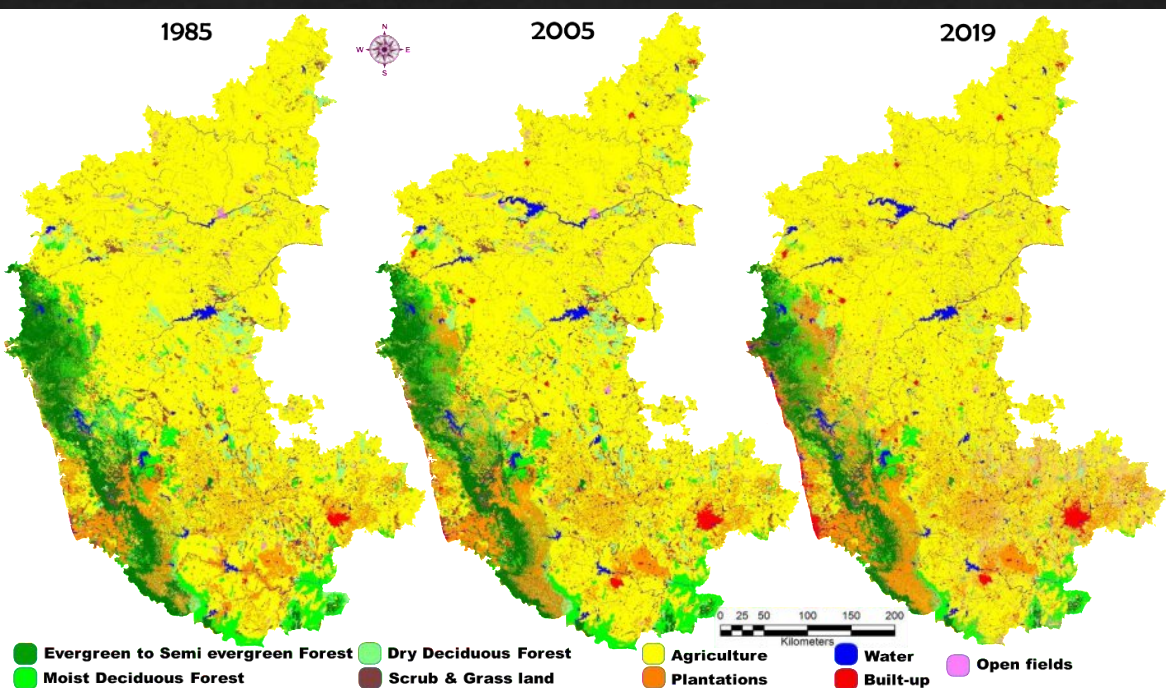 1985
2005
2019
N
W E
S
0 25 50 100 150 200
Kilometers
Evergreen to Semi evergreen Forest
Moist Deciduous Forest
Dry Deciduous Forest
Scrub & Grass land
Agriculture
Plantations
Water
Built-up
Open fields